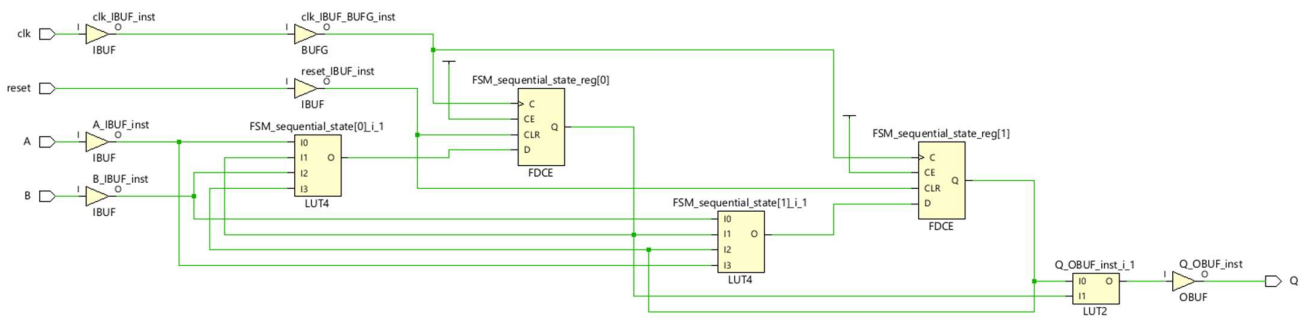 clk
I
clk_IBUF_inst
O
IBUF
I
clk_IBUF_BUFG_inst
O
BUFG
reset
I
reset_IBUF_inst
O
IBUF
A
I
A_IBUF_inst
O
IBUF
B
I
B_IBUF_inst
O
IBUF
FSM_sequential_state[0]_i_1
I0
I1
I2
I3
O
LUT4
FSM_sequential_state_reg[0]
C
CE
CLR
D
Q
FDCE
FSM_sequential_state[1]_i_1
I0
I1
I2
I3
O
LUT4
FSM_sequential_state_reg[1]
C
CE
CLR
D
Q
FDCE
Q_OBUF_inst_i_1
I0
I1
O
LUT2
I
Q_OBUF_inst
O
OBUF
Q